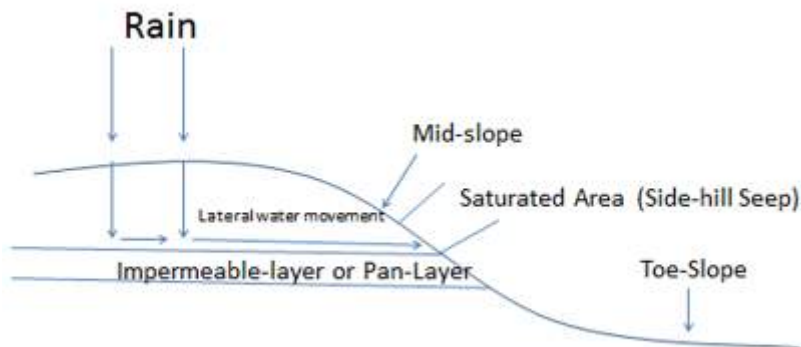 Rain
Mid-slope
Saturated Area (Side-hill Seep)
Lateral water movement
Impermeable-layer or Pan-Layer
Toe-Slope